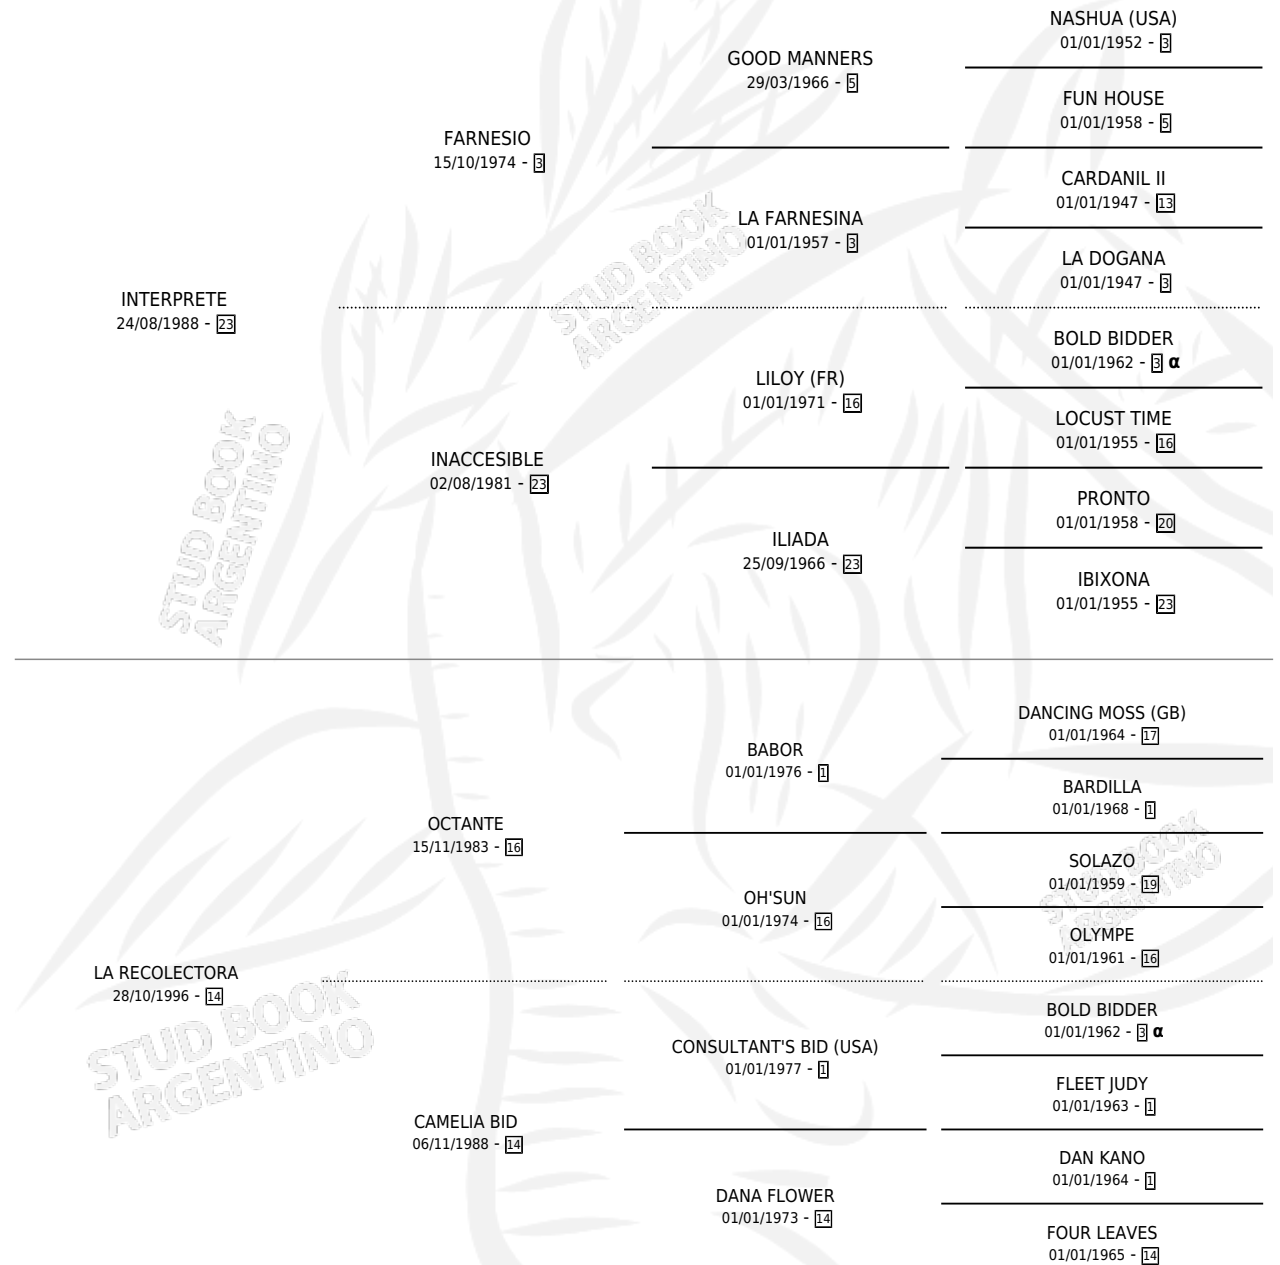 NASHUA (USA)
01/01/1952 - 3
GOOD MANNERS
29/03/1966 - 5
FUN HOUSE
01/01/1958 - 5
FARNESIO
15/10/1974 - 3
CARDANIL II
01/01/1947 - 13
LA FARNESINA
01/01/1957 - 3
LA DOGANA
01/01/1947 - 3
INTERPRETE
24/08/1988 - 23
BOLD BIDDER
01/01/1962 - 3 α
LILOY (FR)
01/01/1971 - 16
LOCUST TIME
01/01/1955 - 16
INACCESIBLE
02/08/1981 - 23
PRONTO
01/01/1958 - 20
ILIADA
25/09/1966 - 23
IBIXONA
01/01/1955 - 23
DANCING MOSS (GB)
01/01/1964 - 17
BABOR
01/01/1976 - 1
BARDILLA
01/01/1968 - 1
OCTANTE
15/11/1983 - 16
SOLAZO
01/01/1959 - 19
OH'SUN
01/01/1974 - 16
OLYMPE
01/01/1961 - 16
LA RECOLECTORA
28/10/1996 - 14
BOLD BIDDER
01/01/1962 - 3 α
CONSULTANT'S BID (USA)
01/01/1977 - 1
FLEET JUDY
01/01/1963 - 1
CAMELIA BID
06/11/1988 - 14
DAN KANO
01/01/1964 - 1
DANA FLOWER
01/01/1973 - 14
FOUR LEAVES
01/01/1965 - 14
STUD BOOK
ARGENTINO
STUD BOOK
ARGENTINO
STUD BOOK
ARGENTINO
STUD BOOK
ARGENTINO